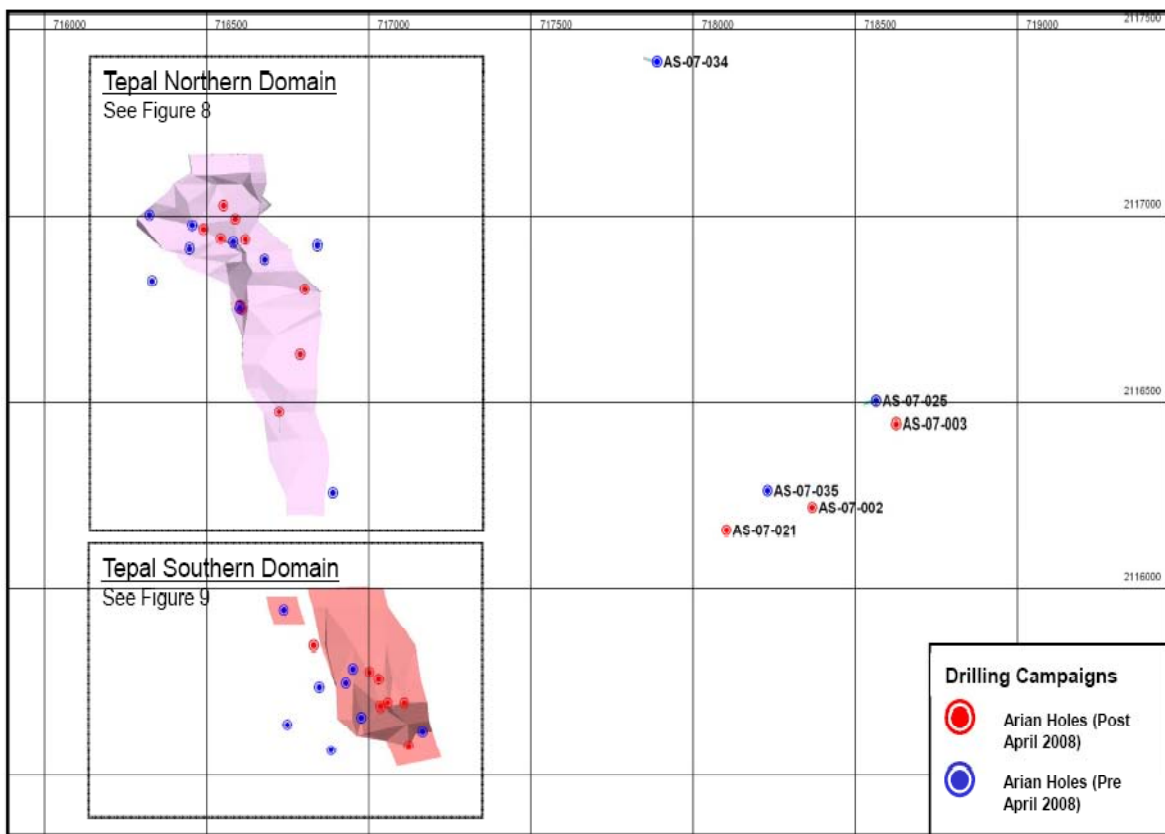 716000 716500 717000 717500 718000 718500 719000
2117500
Tepal Northern Domain
See Figure 8
AS-07-034
2117000
2116500
AS-07-025
AS-07-003
AS-07-035
AS-07-002
AS-07-021
Tepal Southern Domain
See Figure 9
2116000
Drilling Campaigns
Arian Holes (Post
April 2008)
Arian Holes (Pre
April 2008)